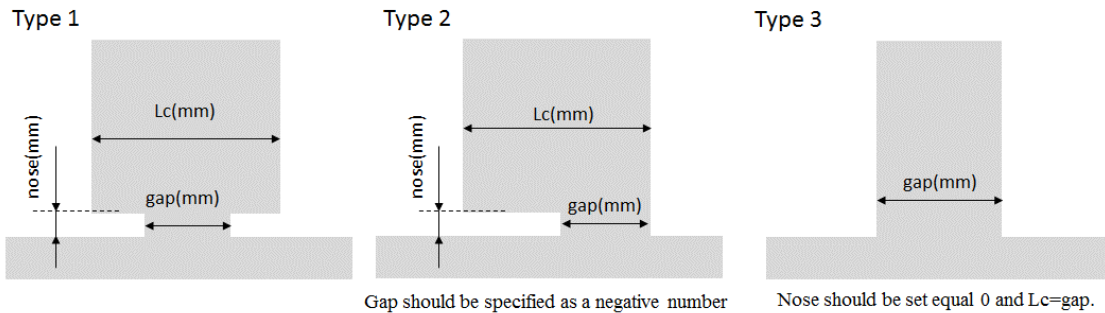 Type 1
Type 2
Type 3
Lc(mm)
nose(mm)
gap(mm)
Lc(mm)
nose(mm)
gap(mm)
gap(mm)
Gap should be specified as a negative number
Nose should be set equal 0 and Lc=gap.